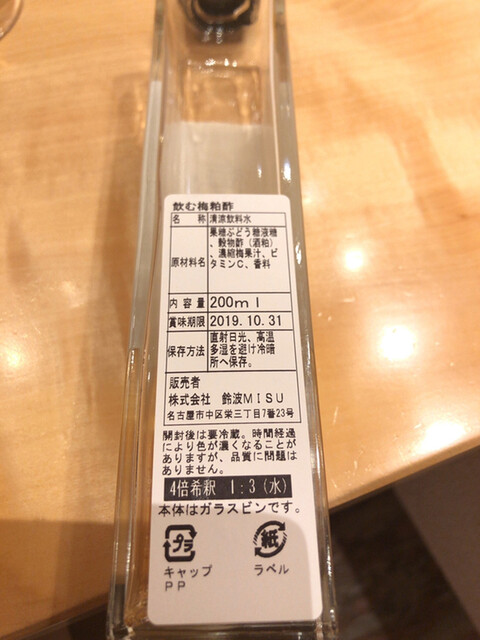 飲む梅粕酢
名 称 清涼飲料水
原材料名 果糖ぶどう糖液糖
、穀物酢(酒粕)
、濃縮梅果汁、ビ
タミンC、香料
内容量 200ml
賞味期限 2019.10.31
保存方法 直射日光、高温
多湿を避け冷暗
所へ保存。
販売者
株式会社 鈴波MISU
名古屋市中区栄三丁目7番23号
開封後は要冷蔵。時間経過
により色が濃くなることが
ありますが、品質に問題は
ありません。
4倍希釈 1:3(水)
本体はガラスビンです。
プラ
紙
キャップ
PP
ラベル